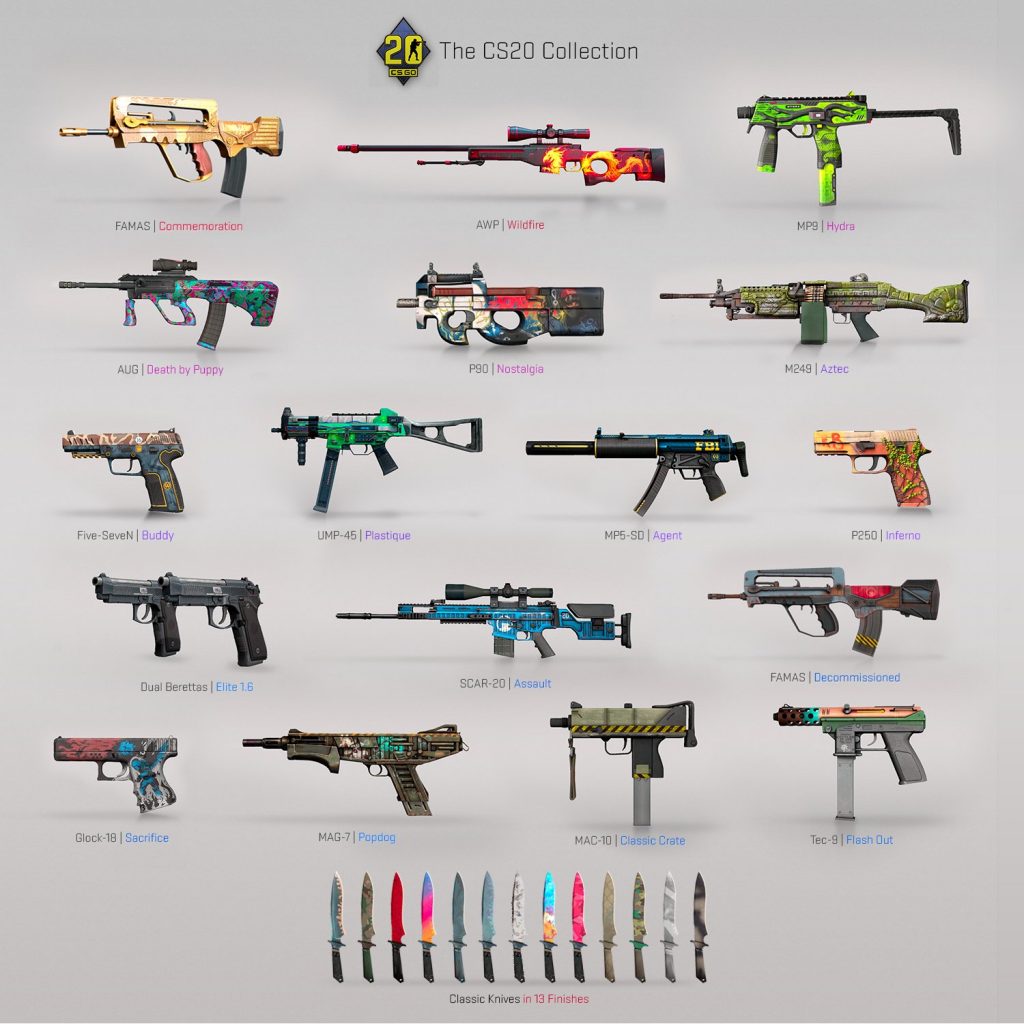 20
CS GO
The CS20 Collection
FAMAS | Commemoration
AWP | Wildfire
MP9 | Hydra
AUG | Death by Puppy
P90 | Nostalgia
M249 | Aztec
FBI
Five-SeveN | Buddy
UMP-45 | Plastique
MP5-SD | Agent
P250 | Inferno
Dual Berettas | Elite 1.6
SCAR-20 | Assault
FAMAS | Decommissioned
Glock-18 | Sacrifice
MAG-7 | Popdog
MAC-10 | Classic Crate
Tec-9 | Flash Out
Classic Knives in 13 Finishes